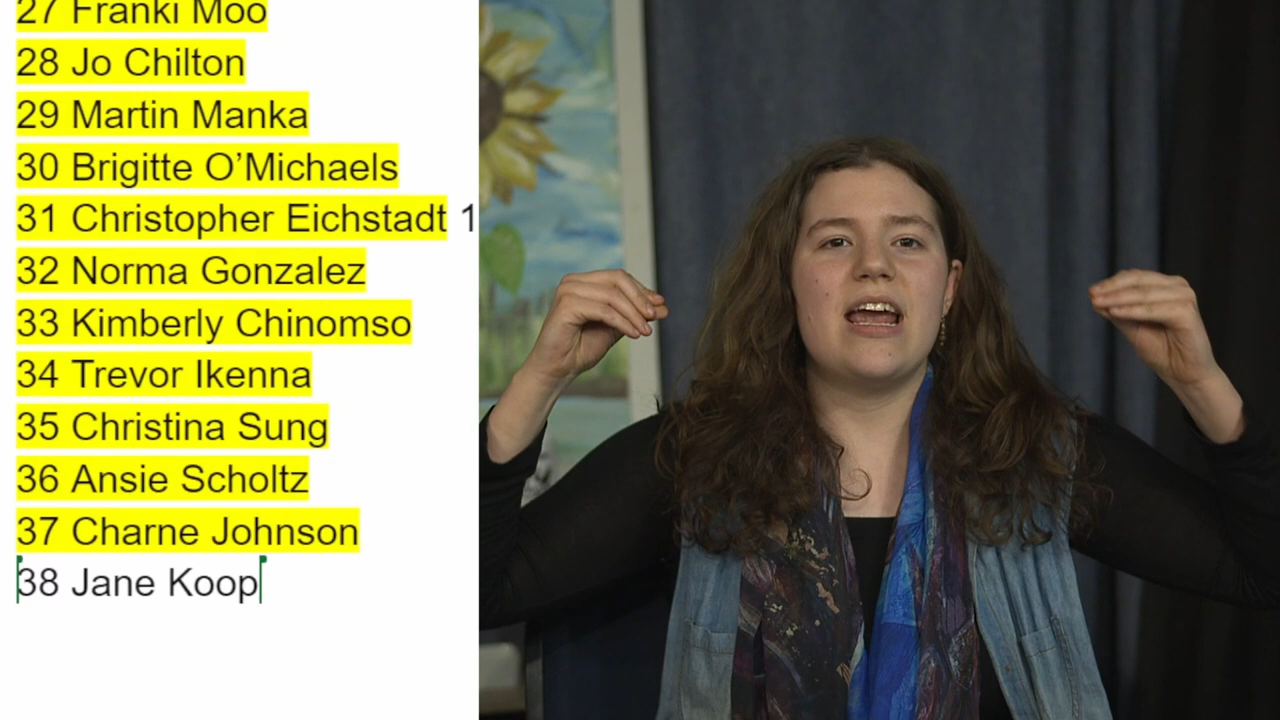 27 Franki Moo
28 Jo Chilton
29 Martin Manka
30 Brigitte O’Michaels
31 Christopher Eichstadt 1
32 Norma Gonzalez
33 Kimberly Chinomso
34 Trevor Ikenna
35 Christina Sung
36 Ansie Scholtz
37 Charne Johnson
38 Jane Koop